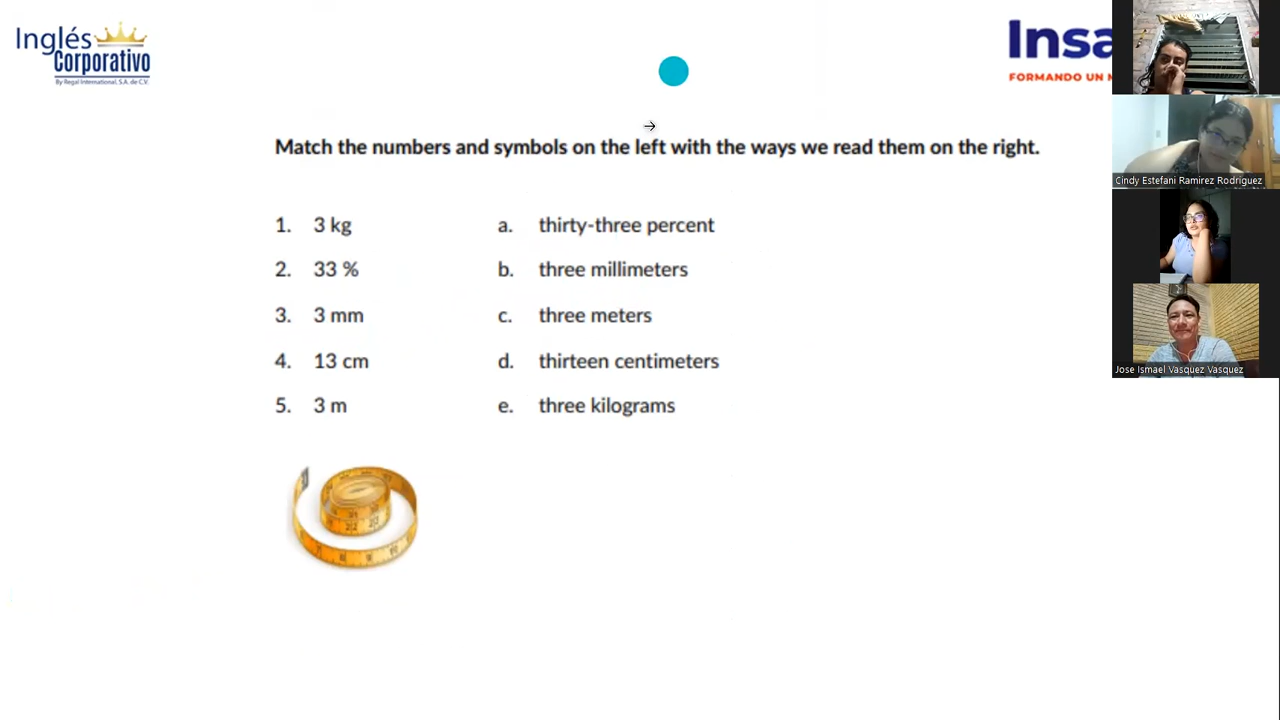 Inglés
Corporativo
By Regal International, S.A. de C.V.
Insa
FORMANDO UN
Match the numbers and symbols on the left with the ways we read them on the right.
1. 3 kg a. thirty-three percent
2. 33 % b. three millimeters
3. 3 mm c. three meters
4. 13 cm d. thirteen centimeters
5. 3 m e. three kilograms
Cindy Estefani Ramirez Rodriguez
Jose Ismael Vasquez Vasquez